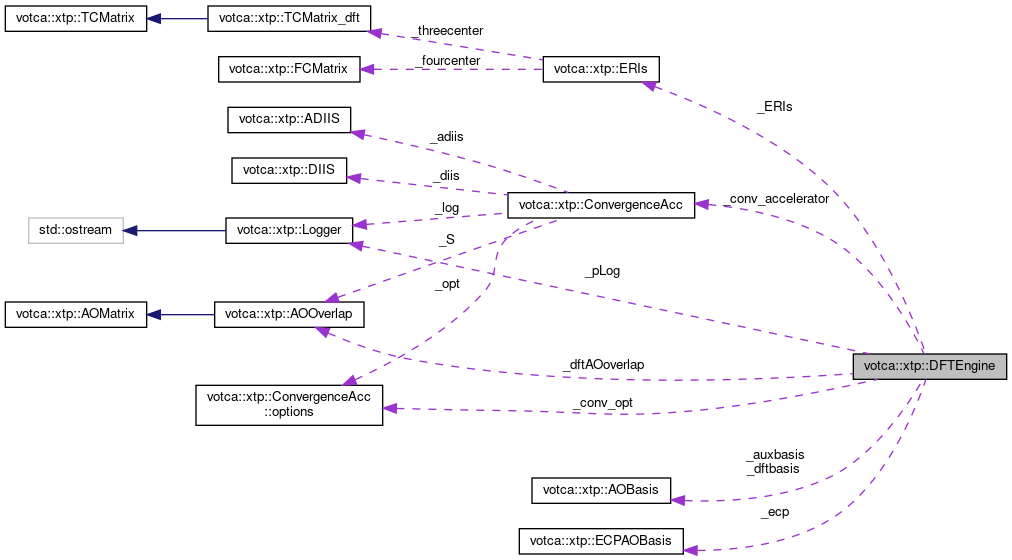 votca::xtp::TCMatrix
votca::xtp::TCMatrix_dft
_threecenter
votca::xtp::FCMatrix
_fourcenter
votca::xtp::ERIs
_ERIs
votca::xtp::ADIIS
_adiis
votca::xtp::DIIS
_diis
votca::xtp::ConvergenceAcc
_conv_accelerator
std::ostream
votca::xtp::Logger
_log
_S
_pLog
_opt
votca::xtp::AOMatrix
votca::xtp::AOOverlap
_dftAOoverlap
votca::xtp::DFTEngine
votca::xtp::ConvergenceAcc
::options
_conv_opt
_auxbasis
_dftbasis
votca::xtp::AOBasis
_ecp
votca::xtp::ECPAOBasis